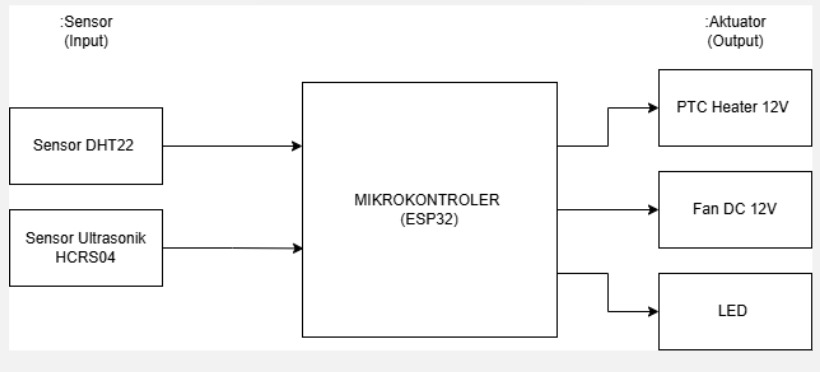 :Sensor
(Input)
:Aktuator
(Output)
Sensor DHT22
Sensor Ultrasonik
HCRS04
MIKROKONTROLER
(ESP32)
PTC Heater 12V
Fan DC 12V
LED